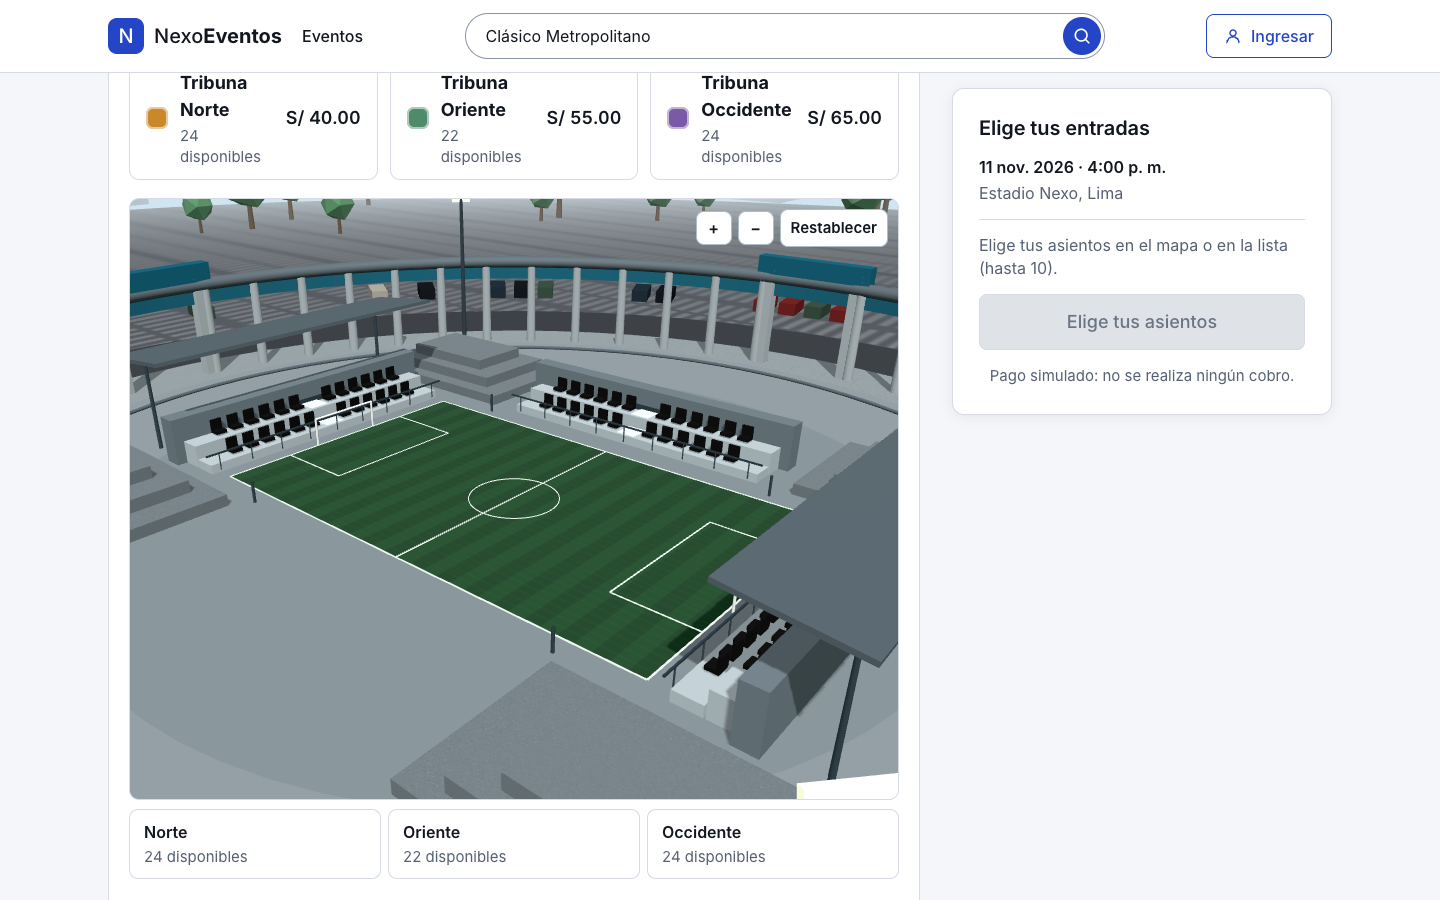 N NexoEventos Eventos Clásico Metropolitano Ingresar
Tribuna Norte
24 disponibles
S/ 40.00
Tribuna Oriente
22 disponibles
S/ 55.00
Tribuna Occidente
24 disponibles
S/ 65.00
+ − Restablecer
Norte
24 disponibles
Oriente
22 disponibles
Occidente
24 disponibles
Elige tus entradas
11 nov. 2026 · 4:00 p. m.
Estadio Nexo, Lima
Elige tus asientos en el mapa o en la lista
(hasta 10).
Elige tus asientos
Pago simulado: no se realiza ningún cobro.